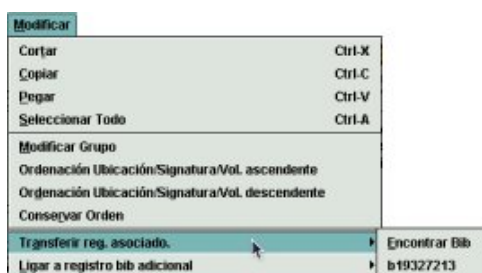 Modificar
Cortar Ctrl-X
Copiar Ctrl-C
Pegar Ctrl-V
Seleccionar Todo Ctrl-A
Modificar Grupo
Ordenación Ubicación/Signatura/Vol. ascendente
Ordenación Ubicación/Signatura/Vol. descendente
Conservar Orden
Transferir reg. asociado. Encontrar Bib
Ligar a registro bib adicional b19327213